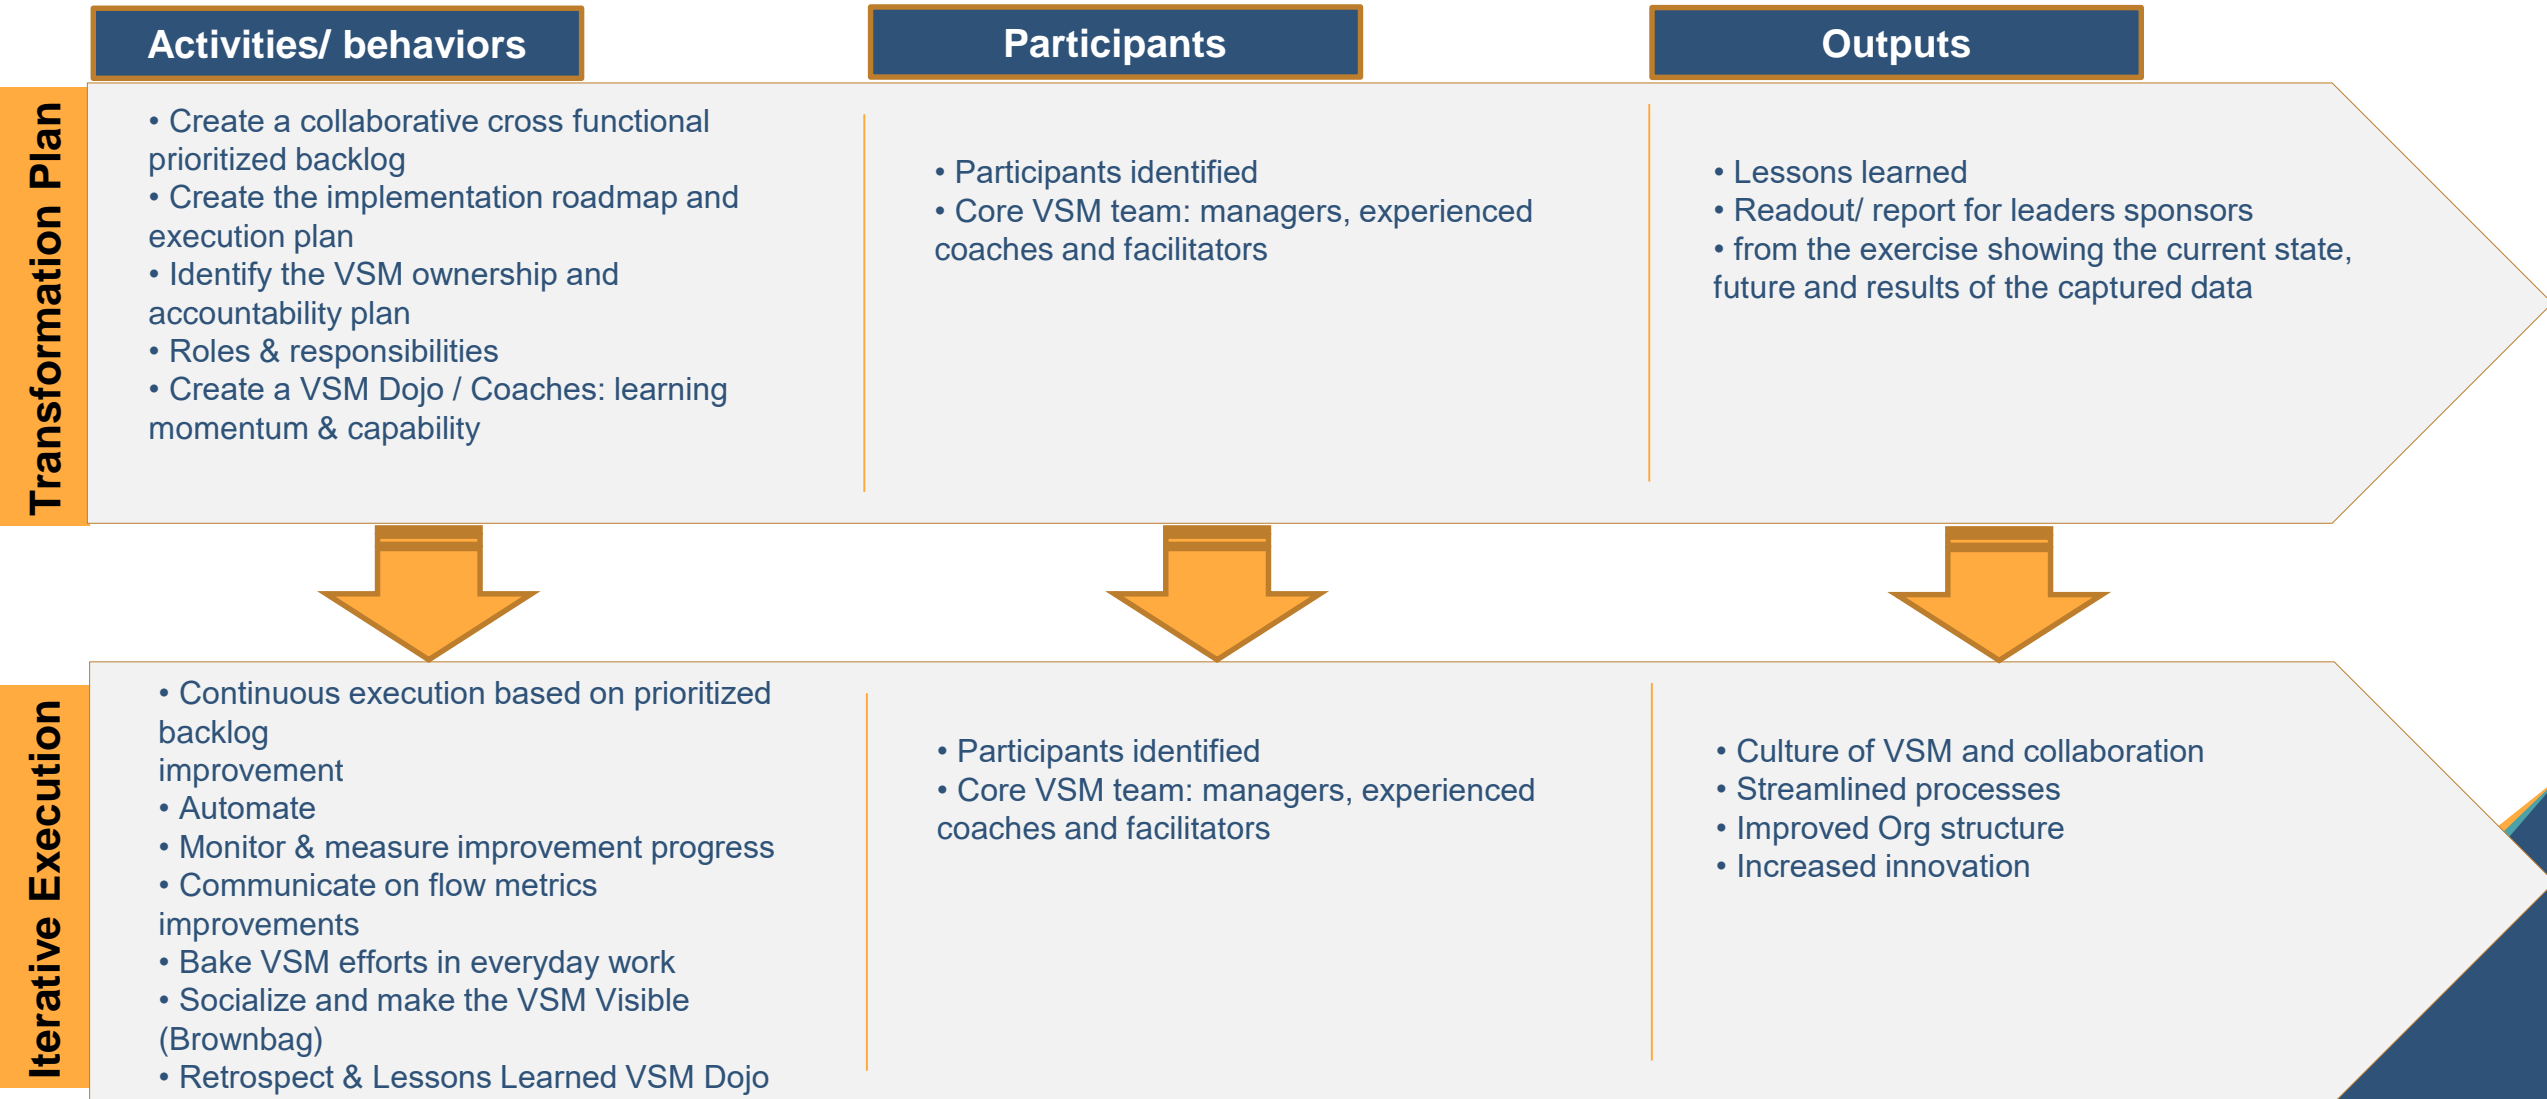 Activities/ behaviors
Participants
Outputs
Transformation Plan
• Create a collaborative cross functional
prioritized backlog
• Create the implementation roadmap and
execution plan
• Identify the VSM ownership and
accountability plan
• Roles & responsibilities
• Create a VSM Dojo / Coaches: learning
momentum & capability
• Participants identified
• Core VSM team: managers, experienced
coaches and facilitators
• Lessons learned
• Readout/ report for leaders sponsors
• from the exercise showing the current state,
future and results of the captured data
Iterative Execution
• Continuous execution based on prioritized
backlog
improvement
• Automate
• Monitor & measure improvement progress
• Communicate on flow metrics
improvements
• Bake VSM efforts in everyday work
• Socialize and make the VSM Visible
(Brownbag)
• Retrospect & Lessons Learned VSM Dojo
• Participants identified
• Core VSM team: managers, experienced
coaches and facilitators
• Culture of VSM and collaboration
• Streamlined processes
• Improved Org structure
• Increased innovation